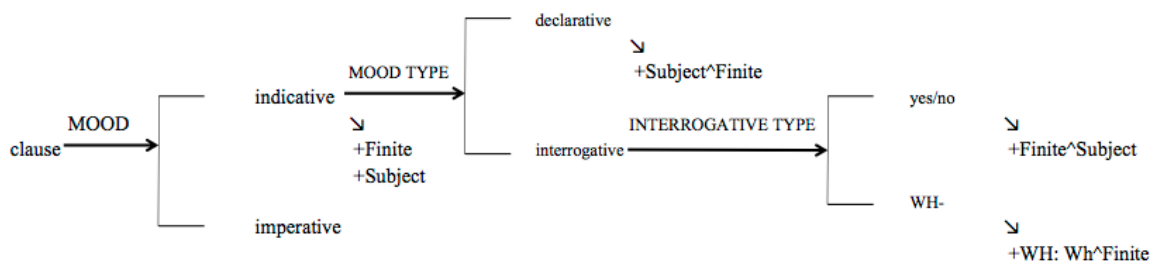 declarative
↘
+Subject^Finite
MOOD TYPE
indicative
↘
+Finite
+Subject
MOOD
clause
imperative
interrogative
INTERROGATIVE TYPE
yes/no
↘
+Finite^Subject
WH-
↘
+WH: Wh^Finite